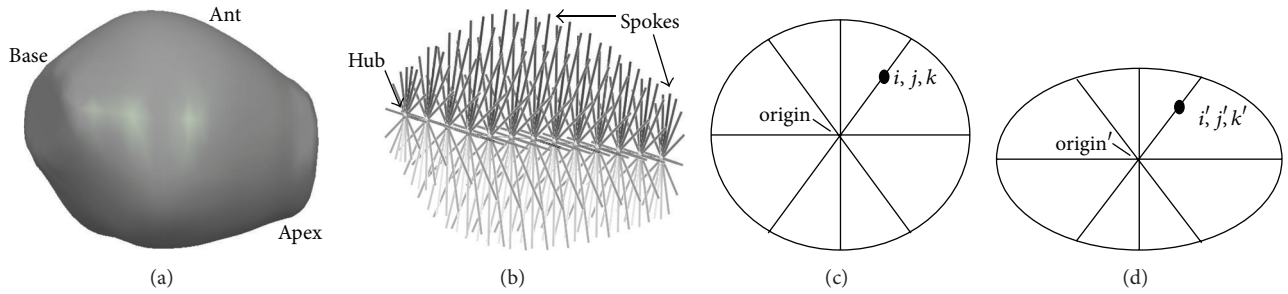 Ant
Base
Apex
(a)
Spokes
Hub
(b)
i, j, k
origin
(c)
i′, j′, k′
origin′
(d)